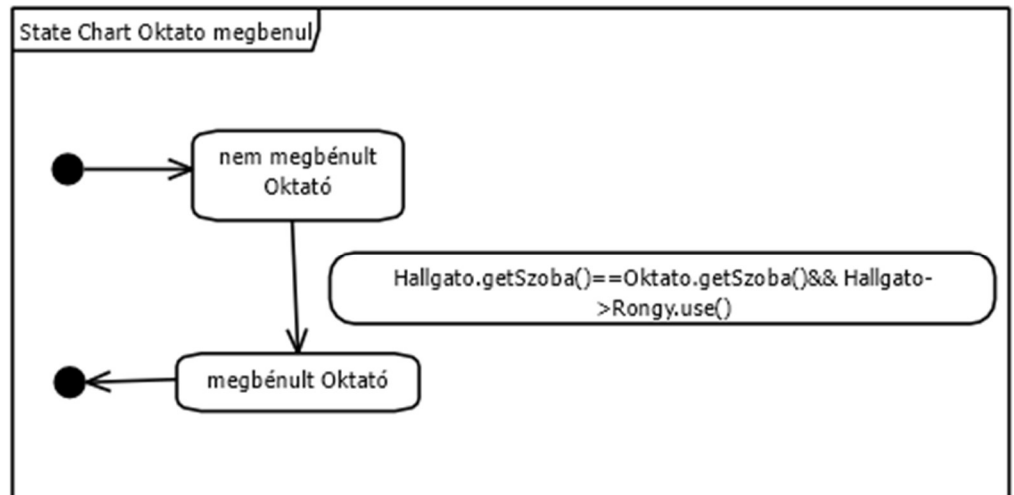 State Chart Oktato megbenul
nem megbénult
Oktató
Hallgato.getSzoba()==Oktato.getSzoba()&& Hallgato-
>Rongy.use()
megbénult Oktató